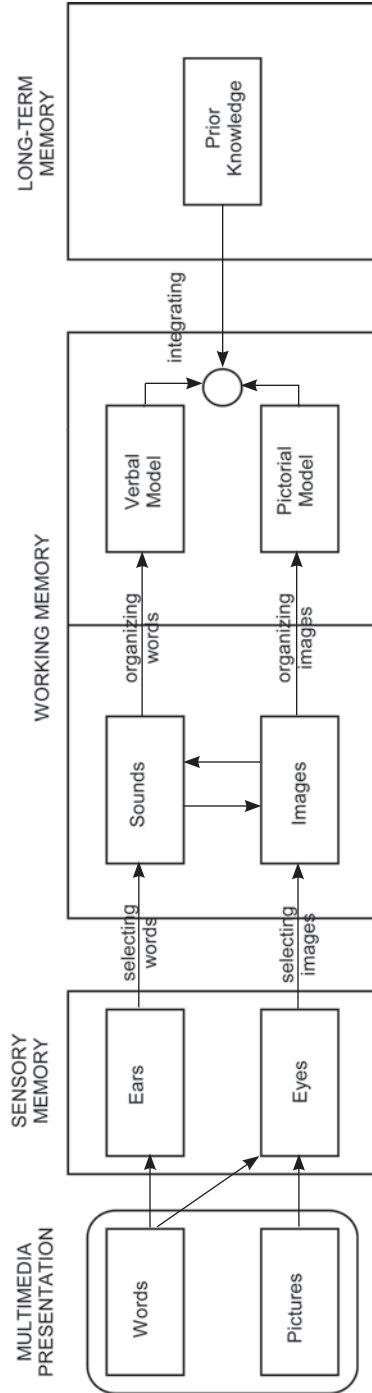 MULTIMEDIA
PRESENTATION
SENSORY
MEMORY
WORKING MEMORY
LONG-TERM
MEMORY
Words
Pictures
Ears
Eyes
selecting
words
selecting
images
Sounds
Images
organizing
words
organizing
images
Verbal
Model
Pictorial
Model
integrating
Prior
Knowledge